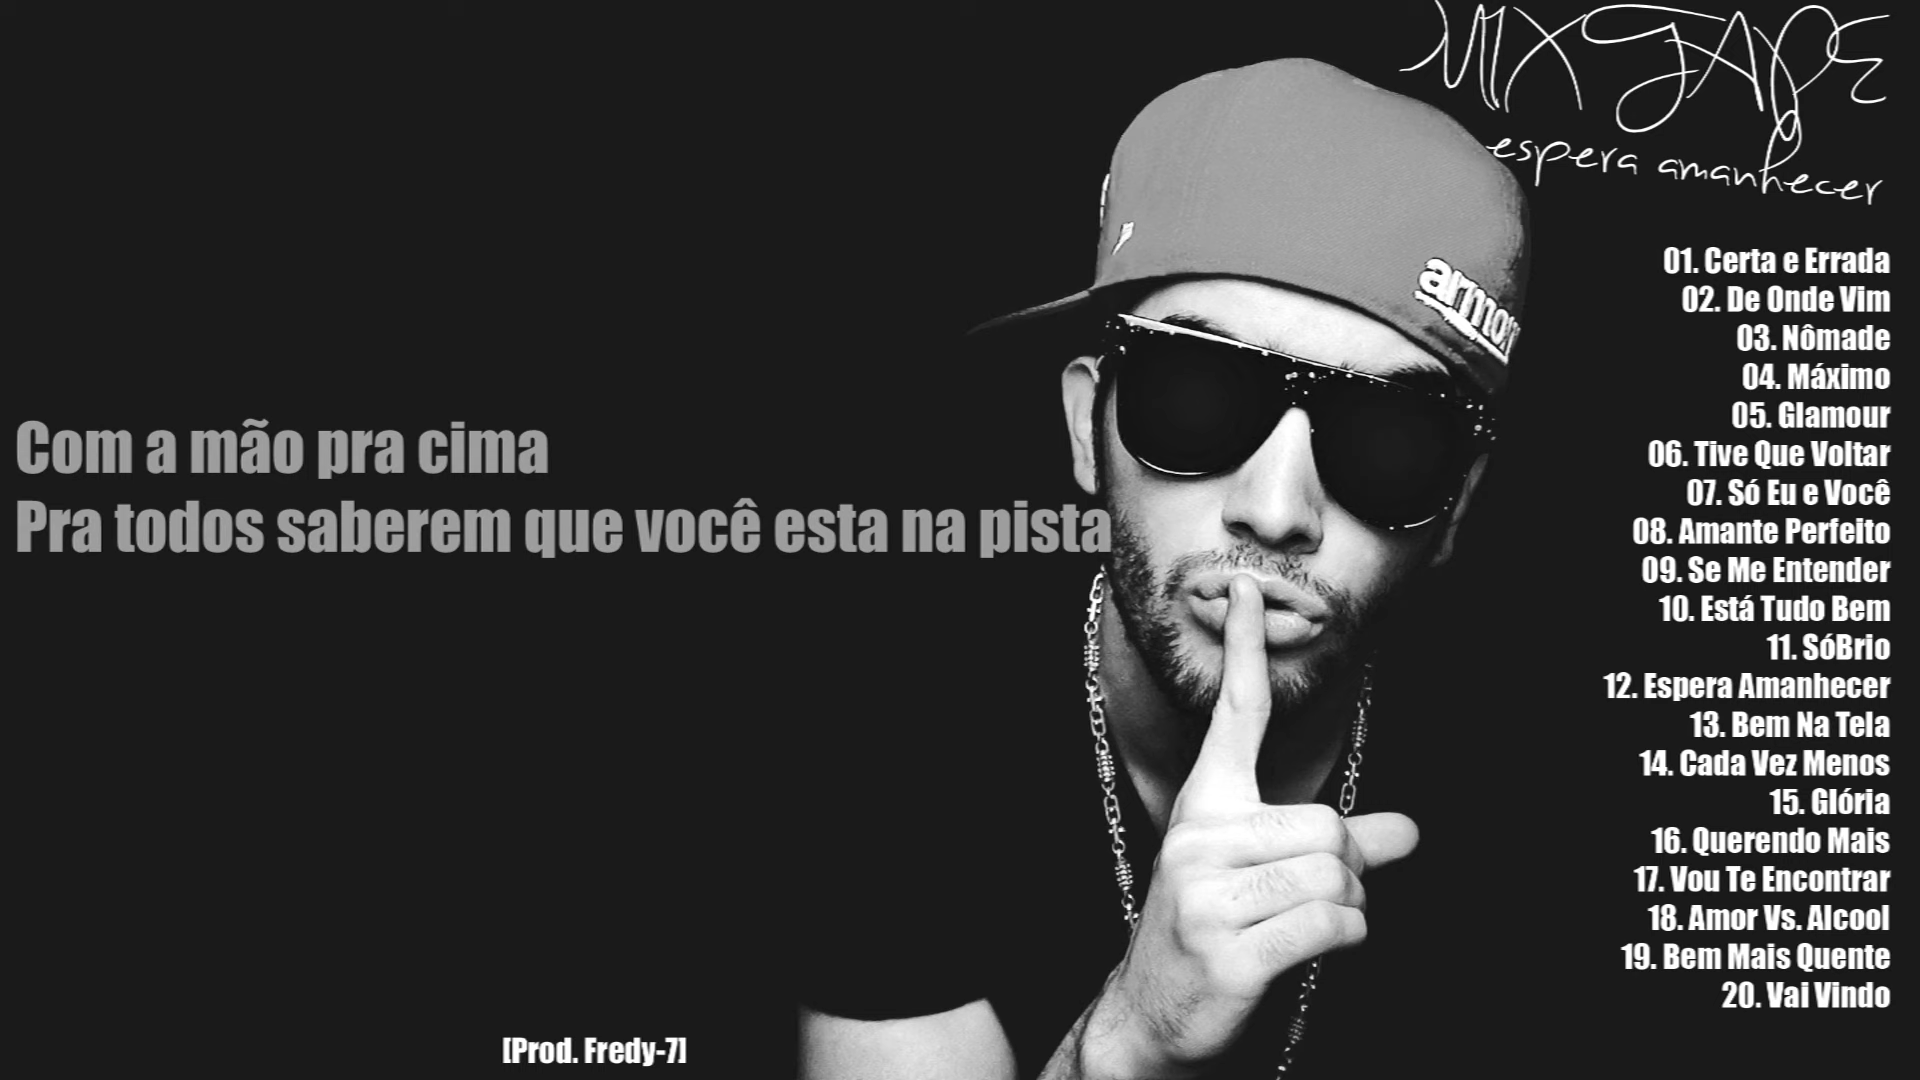 MIXTAPE
espera amanhecer
armor
01. Certa e Errada
02. De Onde Vim
03. Nômade
04. Máximo
05. Glamour
06. Tive Que Voltar
07. Só Eu e Você
08. Amante Perfeito
09. Se Me Entender
10. Está Tudo Bem
11. SóBrio
12. Espera Amanhecer
13. Bem Na Tela
14. Cada Vez Menos
15. Glória
16. Querendo Mais
17. Vou Te Encontrar
18. Amor Vs. Alcool
19. Bem Mais Quente
20. Vai Vindo
Com a mão pra cima
Pra todos saberem que você esta na pista
[Prod. Fredy-7]